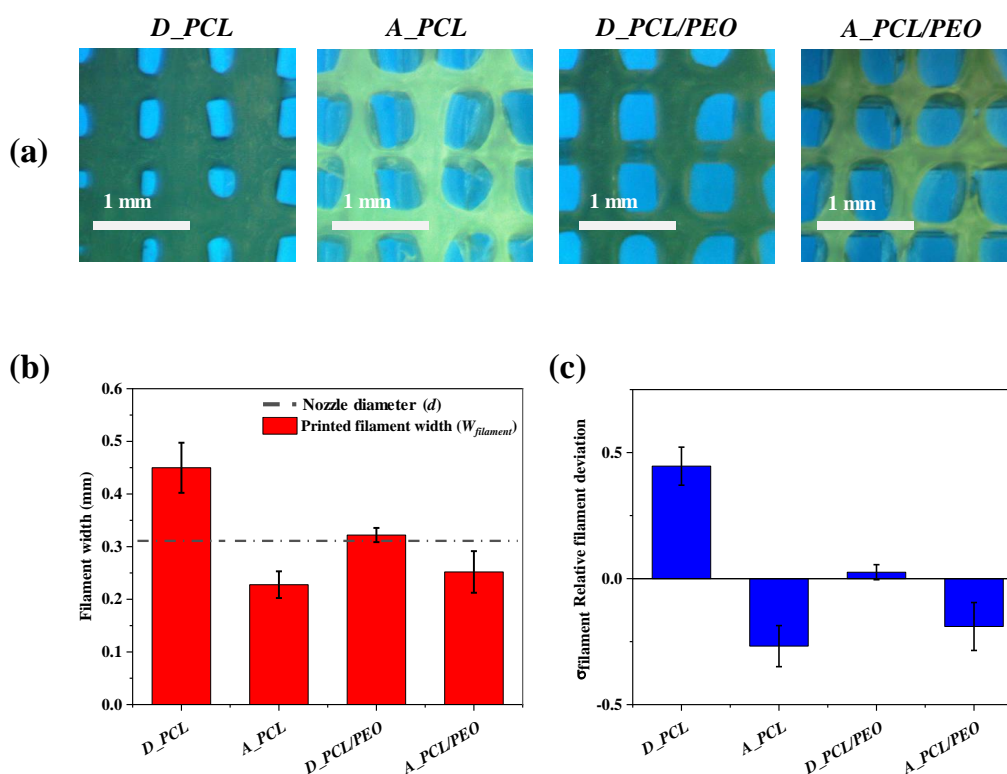 D_PCL
A_PCL
D_PCL/PEO
A_PCL/PEO
(a)
1 mm
1 mm
1 mm
1 mm
(b)
Filament width (mm)
0.6
0.5
0.4
0.3
0.2
0.1
0.0
Nozzle diameter (d)
Printed filament width (Wfilament)
D_PCL
A_PCL
D_PCL/PEO
A_PCL/PEO
(c)
σfilament Relative filament deviation
0.5
0.0
-0.5
D_PCL
A_PCL
D_PCL/PEO
A_PCL/PEO